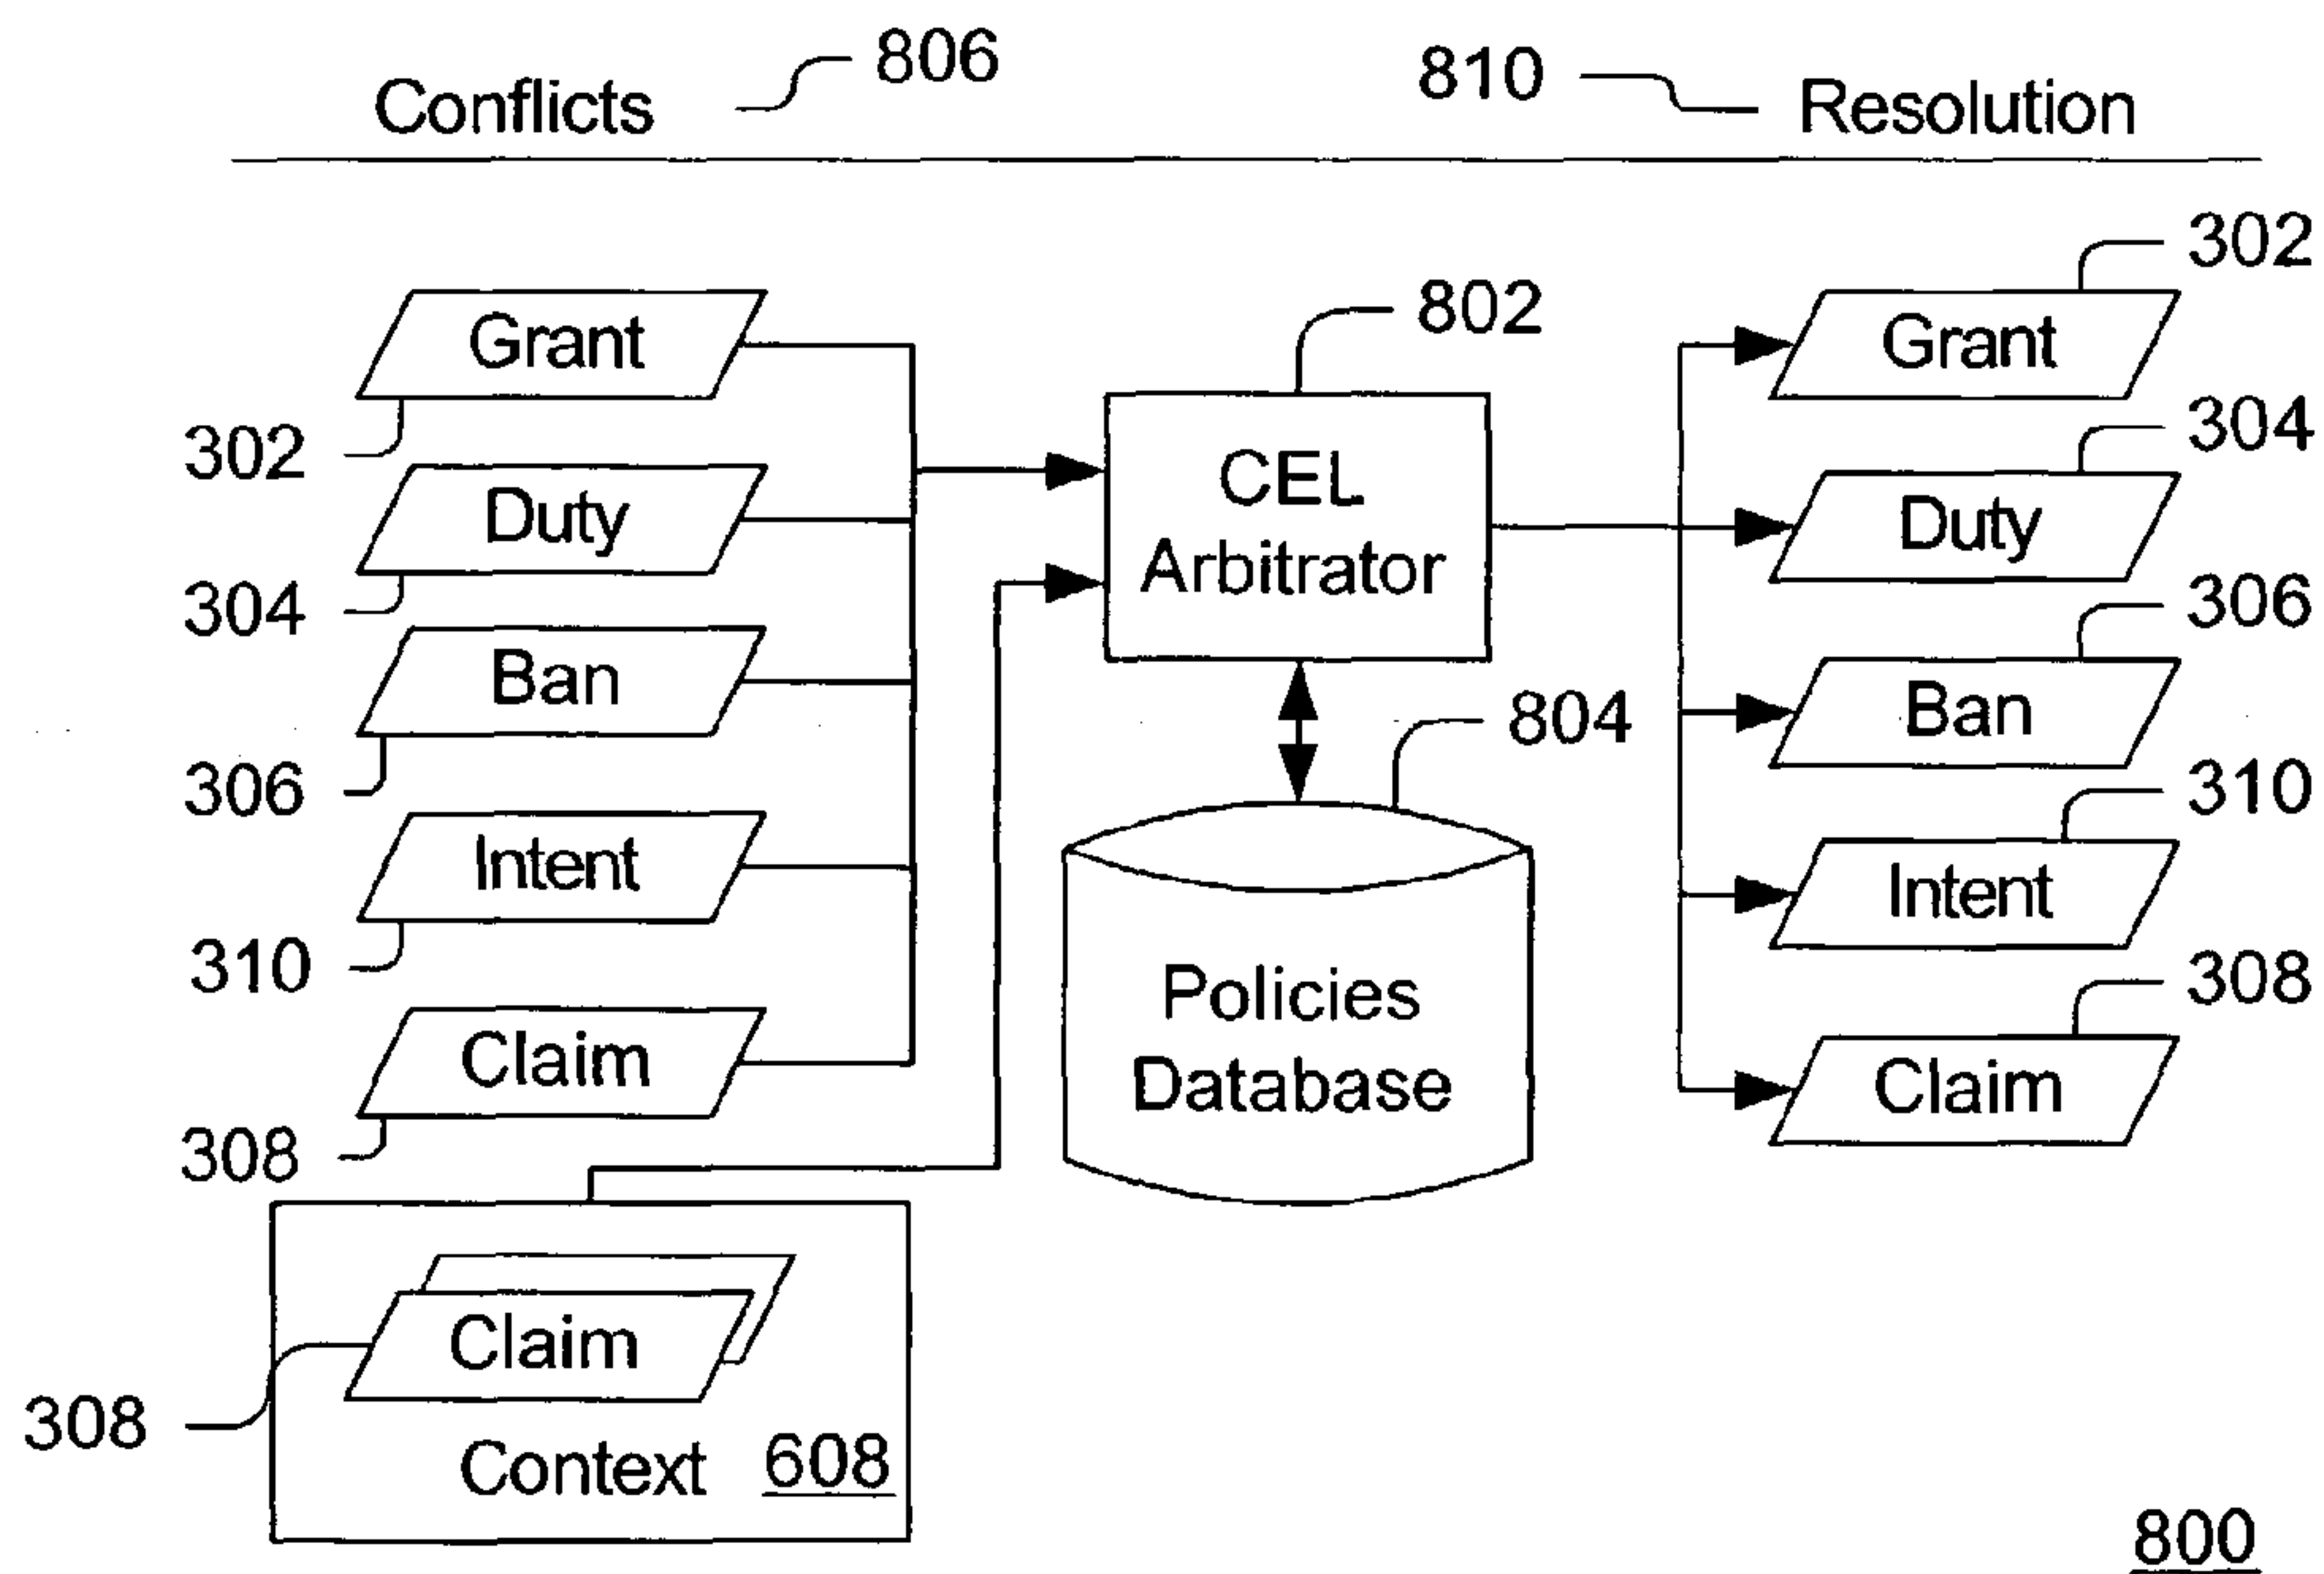 Conflicts 806
810 Resolution
Grant
302
Duty
304
Ban
306
Intent
310
Claim
308
Claim
308
Context 608
802
CEL
Arbitrator
804
Policies
Database
302
Grant
304
Duty
306
Ban
310
Intent
308
Claim
800